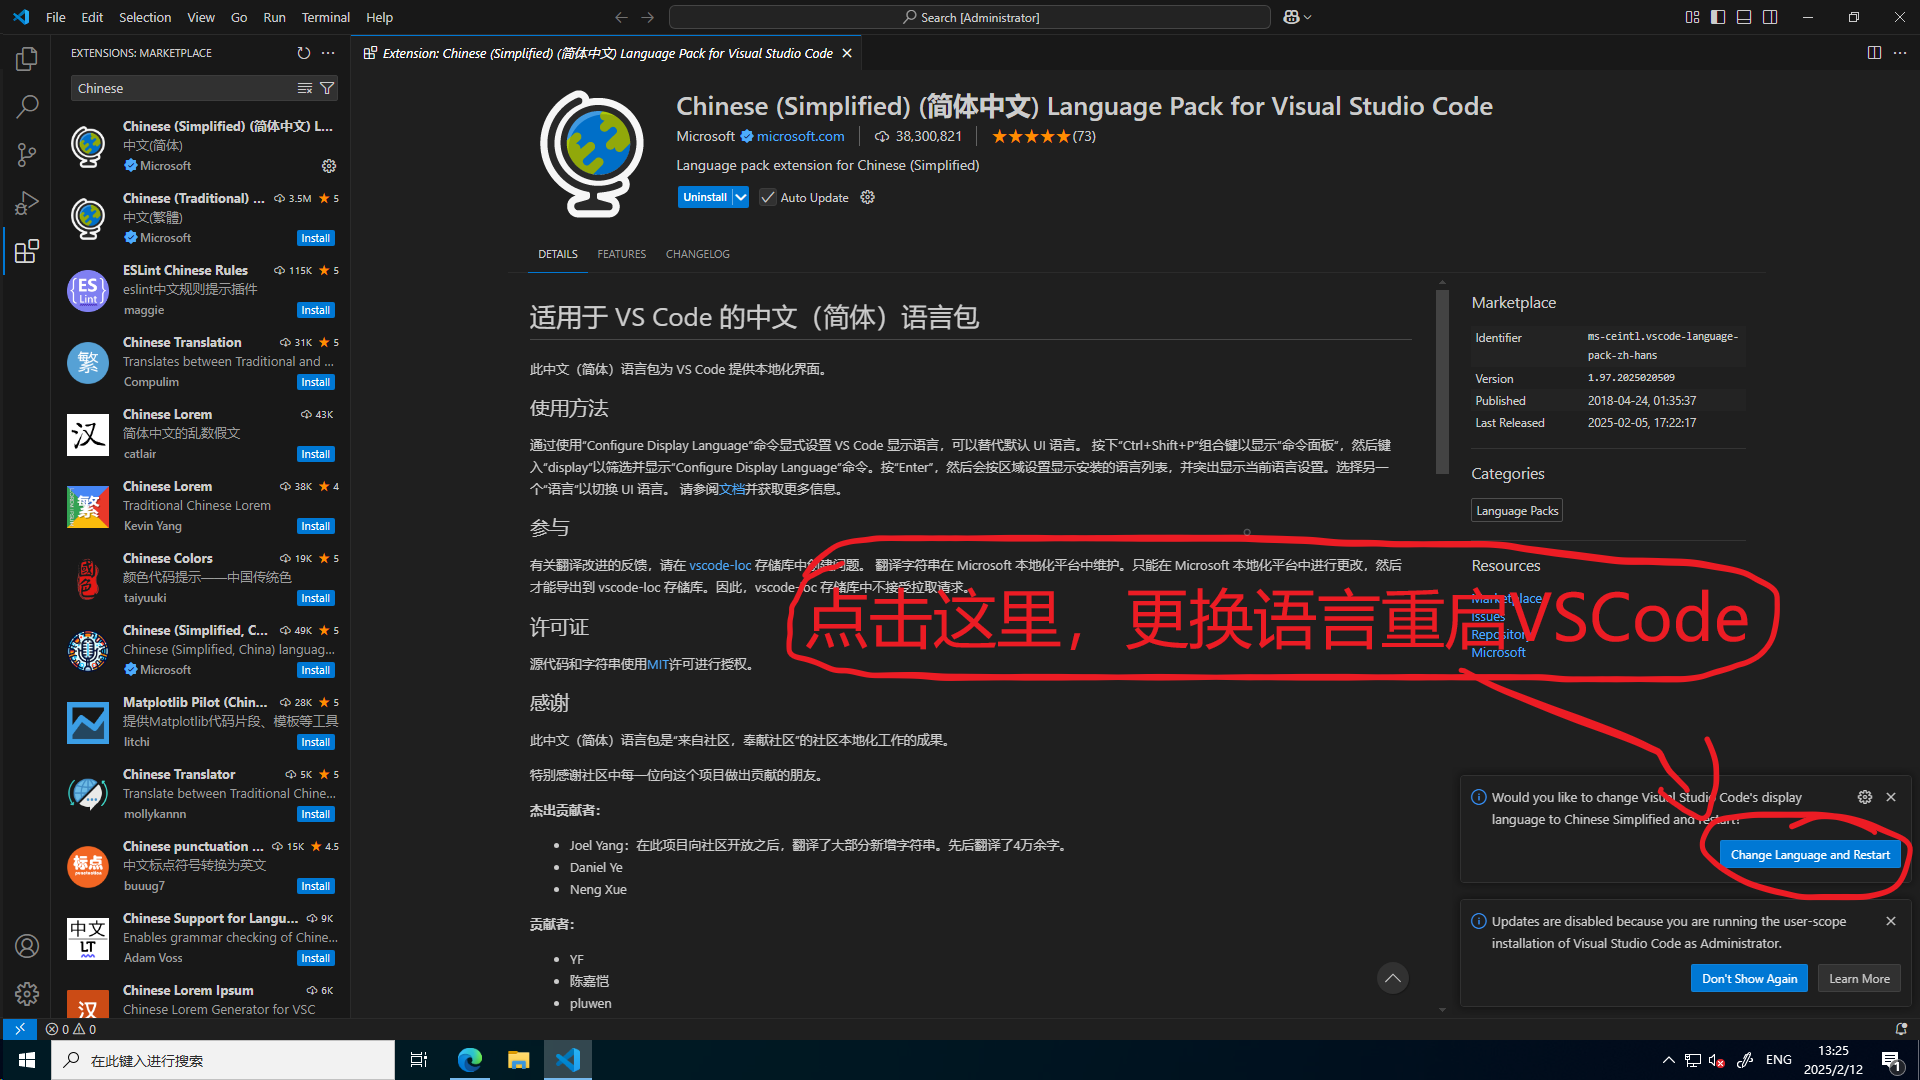 File Edit Selection View Go Run Terminal Help
Search [Administrator]
EXTENSIONS: MARKETPLACE
Chinese
Chinese (Simplified) (简体中文) L...
中文(简体)
Microsoft
Chinese (Traditional) ... 3.5M ★ 5
中文(繁體)
Microsoft Install
ESLint Chinese Rules 115K ★ 5
eslint中文规则提示插件
maggie Install
ES
Lint
Chinese Translation 31K ★ 5
Translates between Traditional and ...
Compulim Install
繁
Chinese Lorem 43K
简体中文的乱数假文
catlair Install
汉
Chinese Lorem 38K ★ 4
Traditional Chinese Lorem
Kevin Yang Install
繁
Chinese Colors 19K ★ 5
颜色代码提示——中国传统色
taiyuuki Install
Chinese (Simplified, C... 49K ★ 5
Chinese (Simplified, China) languag...
Microsoft Install
Matplotlib Pilot (Chin... 28K ★ 5
提供Matplotlib代码片段、模板等工具
litchi Install
Chinese Translator 5K ★ 5
Translate between Traditional Chine...
mollykannn Install
Chinese punctuation ... 15K ★ 4.5
中文标点符号转换为英文
buuug7 Install
标点
Chinese Support for Langu... 9K
Enables grammar checking of Chine...
Adam Voss Install
中文
LT
Chinese Lorem Ipsum 6K
Chinese Lorem Generator for VSC
汉
Extension: Chinese (Simplified) (简体中文) Language Pack for Visual Studio Code
Chinese (Simplified) (简体中文) Language Pack for Visual Studio Code
Microsoft microsoft.com 38,300,821 ★★★★★(73)
Language pack extension for Chinese (Simplified)
Uninstall Auto Update
DETAILS FEATURES CHANGELOG
适用于 VS Code 的中文（简体）语言包
此中文（简体）语言包为 VS Code 提供本地化界面。
使用方法
通过使用“Configure Display Language”命令显式设置 VS Code 显示语言，可以替代默认 UI 语言。 按下“Ctrl+Shift+P”组合键以显示“命令面板”，然后键
入“display”以筛选并显示“Configure Display Language”命令。按“Enter”，然后会按区域设置显示安装的语言列表，并突出显示当前语言设置。选择另一
个“语言”以切换 UI 语言。 请参阅文档并获取更多信息。
参与
有关翻译改进的反馈，请在 vscode-loc 存储库中创建问题。 翻译字符串在 Microsoft 本地化平台中维护。只能在 Microsoft 本地化平台中进行更改，然后
才能导出到 vscode-loc 存储库。因此，vscode-loc 存储库中不接受拉取请求。
许可证
源代码和字符串使用MIT许可进行授权。
感谢
此中文（简体）语言包是“来自社区，奉献社区”的社区本地化工作的成果。
特别感谢社区中每一位向这个项目做出贡献的朋友。
杰出贡献者：
Joel Yang：在此项目向社区开放之后，翻译了大部分新增字符串。先后翻译了4万余字。
Daniel Ye
Neng Xue
贡献者：
YF
陈嘉恺
pluwen
Marketplace
Identifier ms-ceintl.vscode-language-
pack-zh-hans
Version 1.97.2025020509
Published 2018-04-24, 01:35:37
Last Released 2025-02-05, 17:22:17
Categories
Language Packs
Resources
Marketplace
Issues
Repository
Microsoft
点击这里，更换语言重启VSCode
Would you like to change Visual Studio Code's display
language to Chinese Simplified and restart?
Change Language and Restart
Updates are disabled because you are running the user-scope
installation of Visual Studio Code as Administrator.
Don't Show Again Learn More
0 0
在此键入进行搜索
ENG
13:25
2025/2/12
1